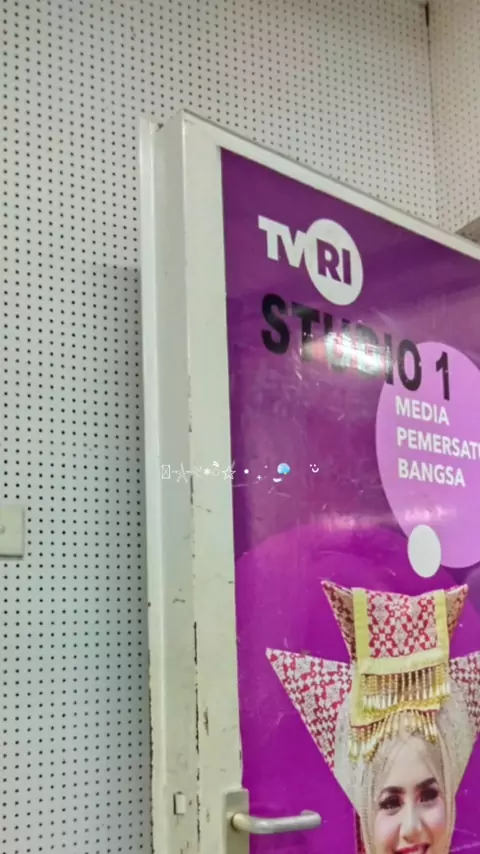 TVRI
STUDIO 1
MEDIA
PEMERSATU
BANGSA